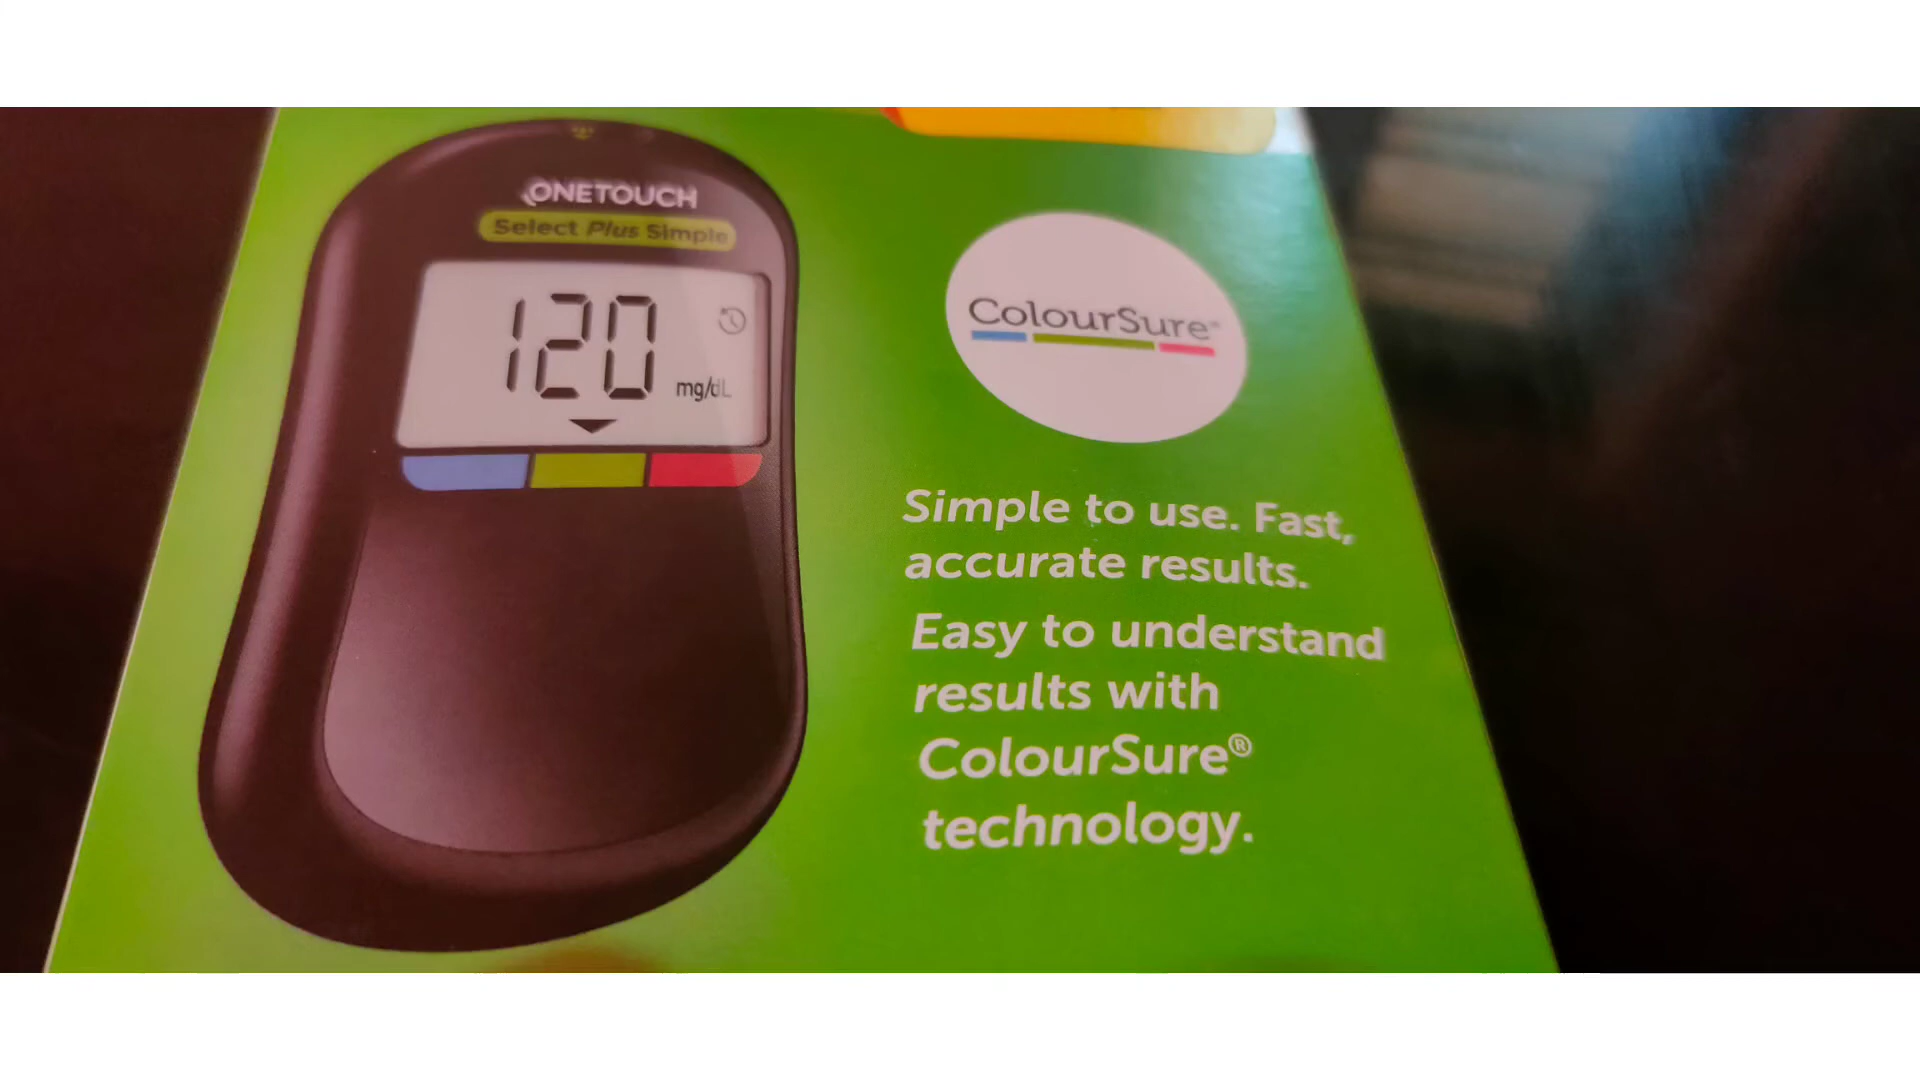 ONETOUCH
Select Plus Simple
120
mg/dL
ColourSure®
Simple to use. Fast,
accurate results.
Easy to understand
results with
ColourSure®
technology.